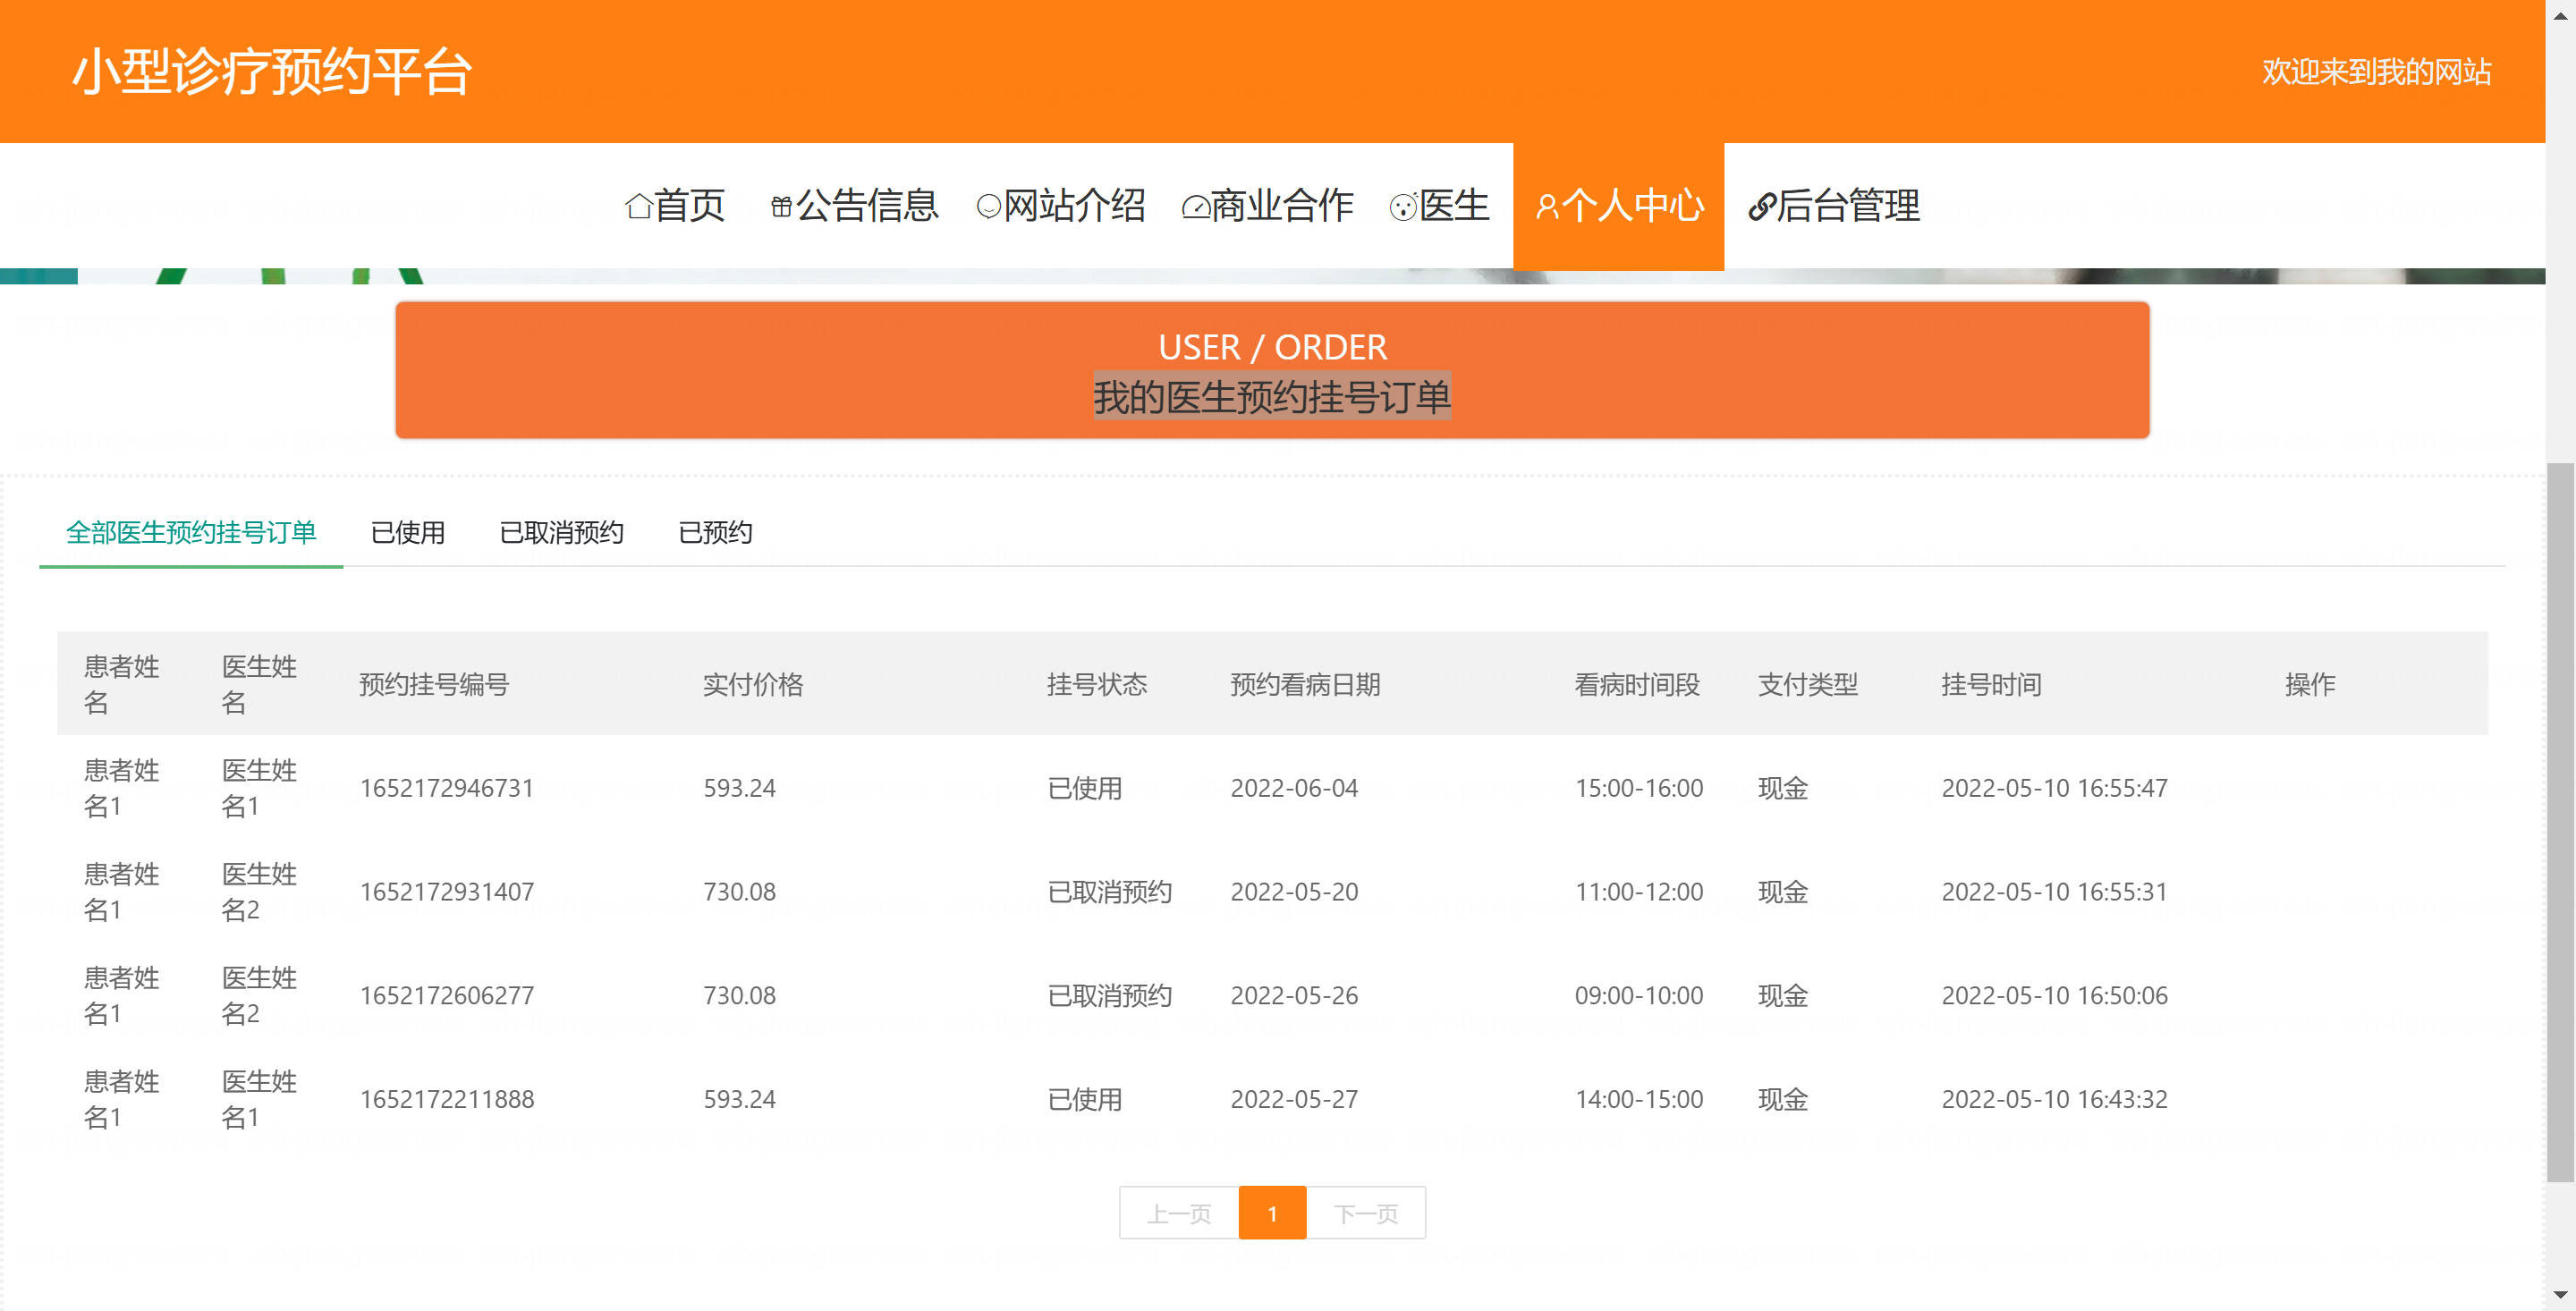 小型诊疗预约平台
欢迎来到我的网站
首页 公告信息 网站介绍 商业合作 医生 个人中心 后台管理
USER / ORDER
我的医生预约挂号订单
全部医生预约挂号订单 已使用 已取消预约 已预约
患者姓名 医生姓名 预约挂号编号 实付价格 挂号状态 预约看病日期 看病时间段 支付类型 挂号时间 操作
患者姓名1 医生姓名1 1652172946731 593.24 已使用 2022-06-04 15:00-16:00 现金 2022-05-10 16:55:47
患者姓名1 医生姓名2 1652172931407 730.08 已取消预约 2022-05-20 11:00-12:00 现金 2022-05-10 16:55:31
患者姓名1 医生姓名2 1652172606277 730.08 已取消预约 2022-05-26 09:00-10:00 现金 2022-05-10 16:50:06
患者姓名1 医生姓名1 1652172211888 593.24 已使用 2022-05-27 14:00-15:00 现金 2022-05-10 16:43:32
上一页 1 下一页